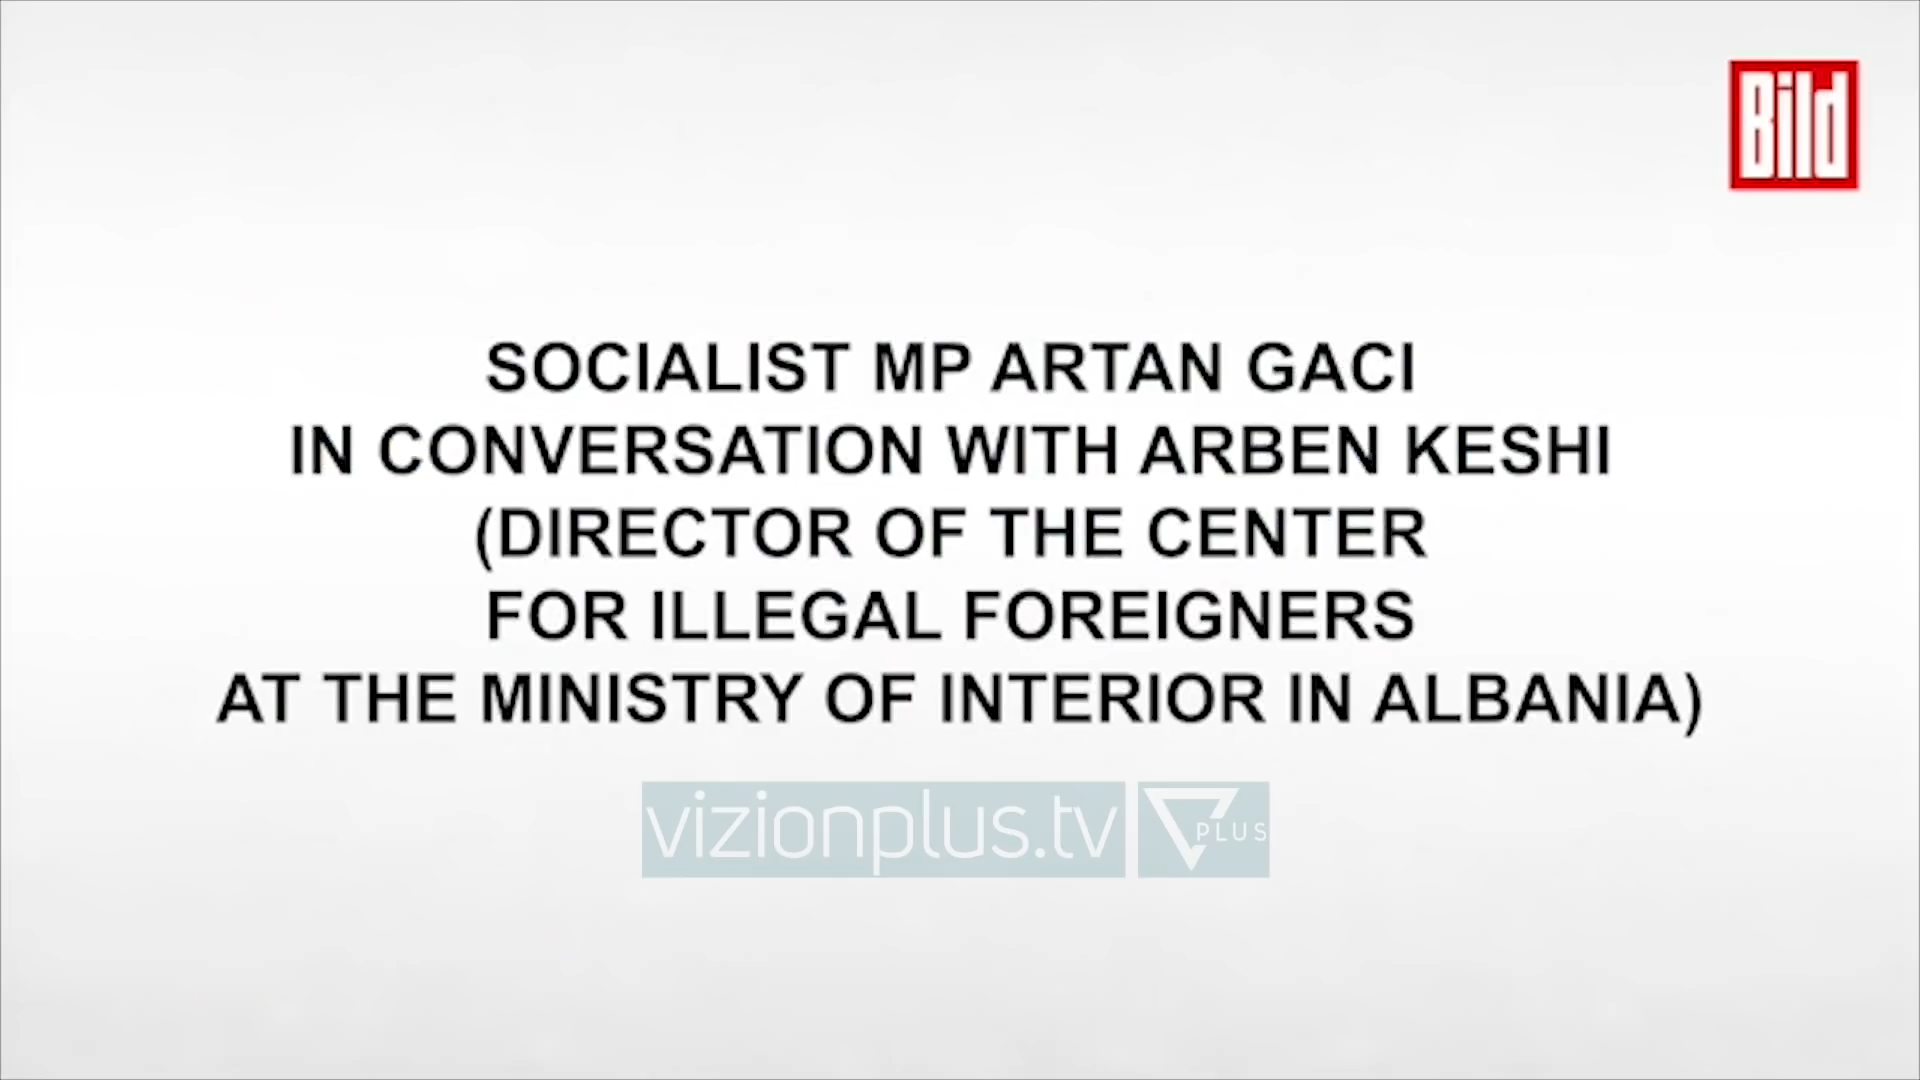 Bild
SOCIALIST MP ARTAN GACI
IN CONVERSATION WITH ARBEN KESHI
(DIRECTOR OF THE CENTER
FOR ILLEGAL FOREIGNERS
AT THE MINISTRY OF INTERIOR IN ALBANIA)
vizionplus.tv PLUS